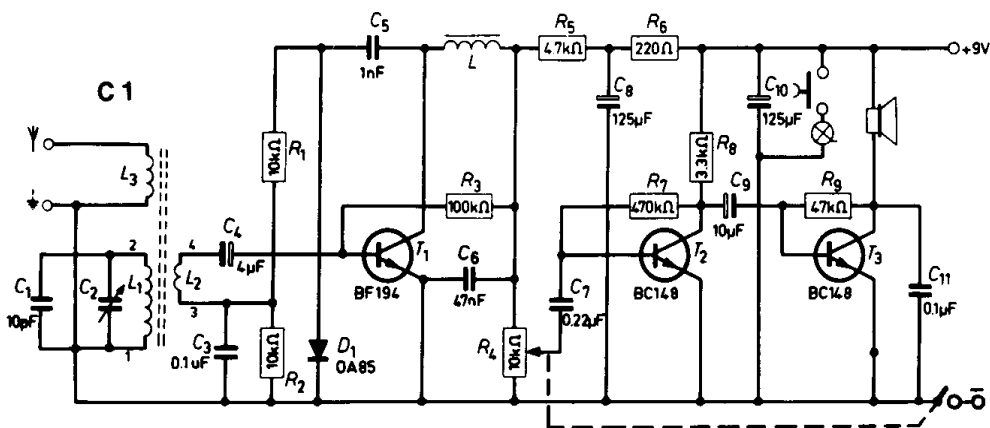 C1
C5
1nF
L
R5
4.7kΩ
R6
220Ω
+9V
C8
125µF
C10
125µF
L3
R1
10kΩ
R8
3.3kΩ
R3
100kΩ
R7
470kΩ
C9
10µF
R9
47kΩ
C4
4µF
T1
BF194
C6
47nF
T2
BC148
T3
BC148
C1
10pF
C2
2
L1
1
4
L2
3
C3
0.1uF
R2
10kΩ
D1
OA85
R4
10kΩ
C7
0.22µF
C11
0.1µF